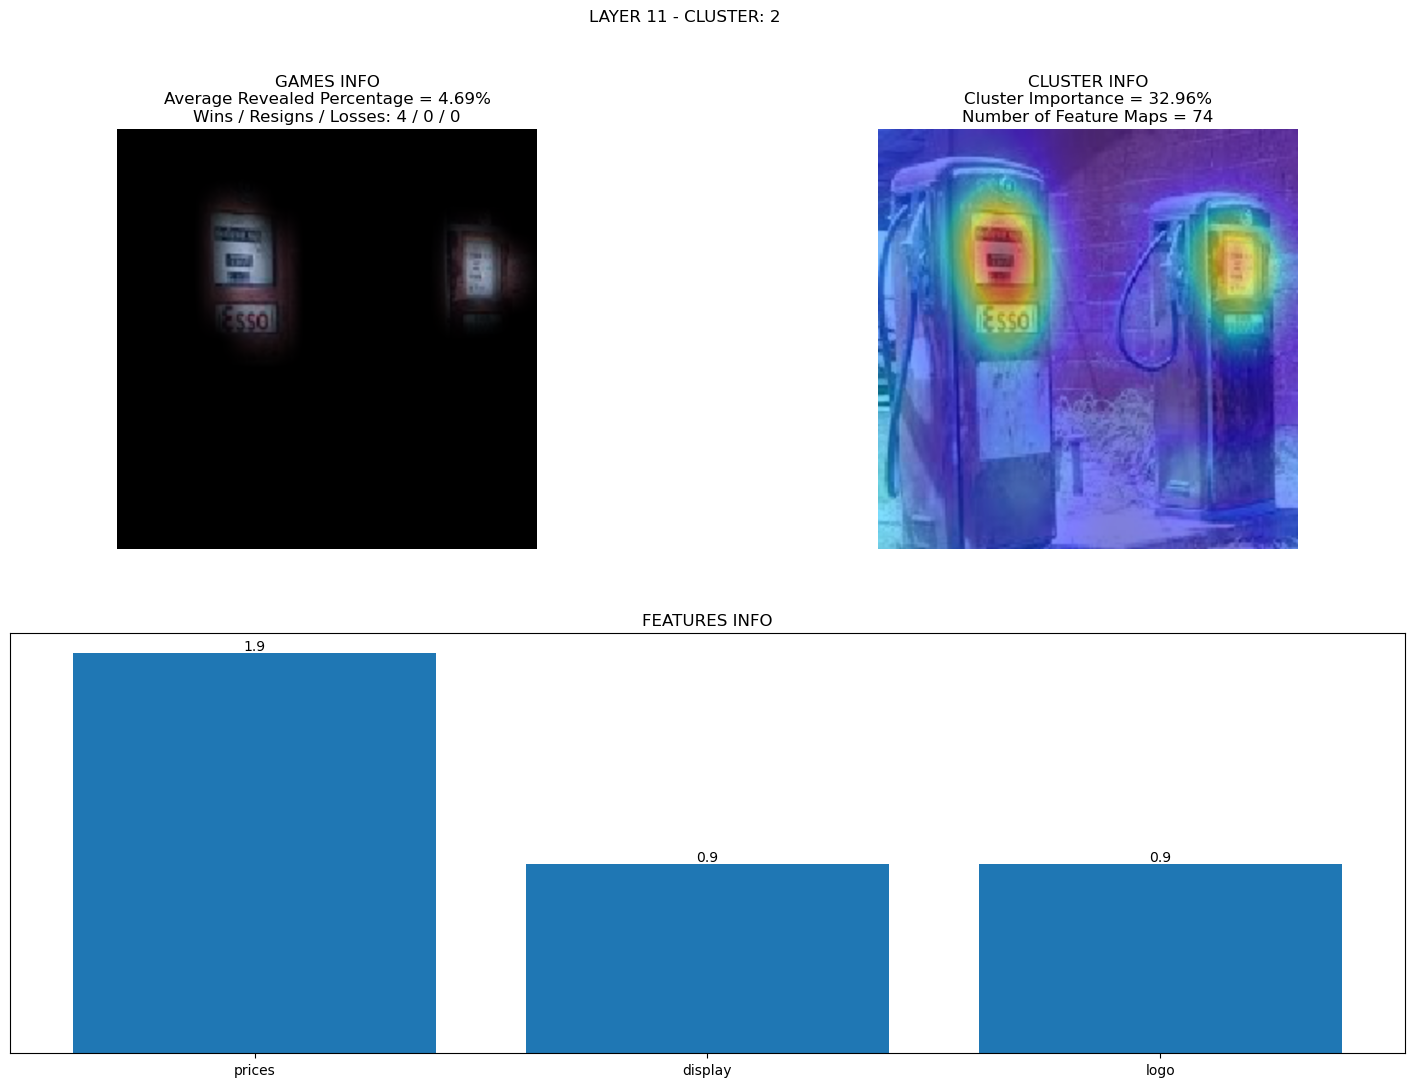 LAYER 11 - CLUSTER: 2
GAMES INFO
Average Revealed Percentage = 4.69%
Wins / Resigns / Losses: 4 / 0 / 0
CLUSTER INFO
Cluster Importance = 32.96%
Number of Feature Maps = 74
ESSO
ESSO
FEATURES INFO
1.9
0.9
0.9
prices
display
logo